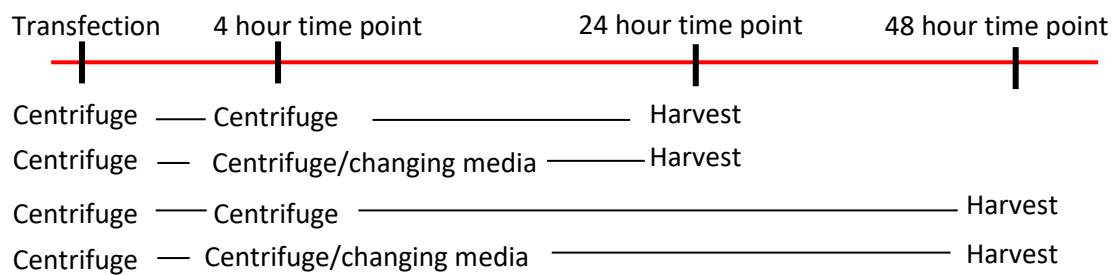 Transfection 4 hour time point 24 hour time point 48 hour time point
Centrifuge Centrifuge Harvest
Centrifuge Centrifuge/changing media Harvest
Centrifuge Centrifuge Harvest
Centrifuge Centrifuge/changing media Harvest